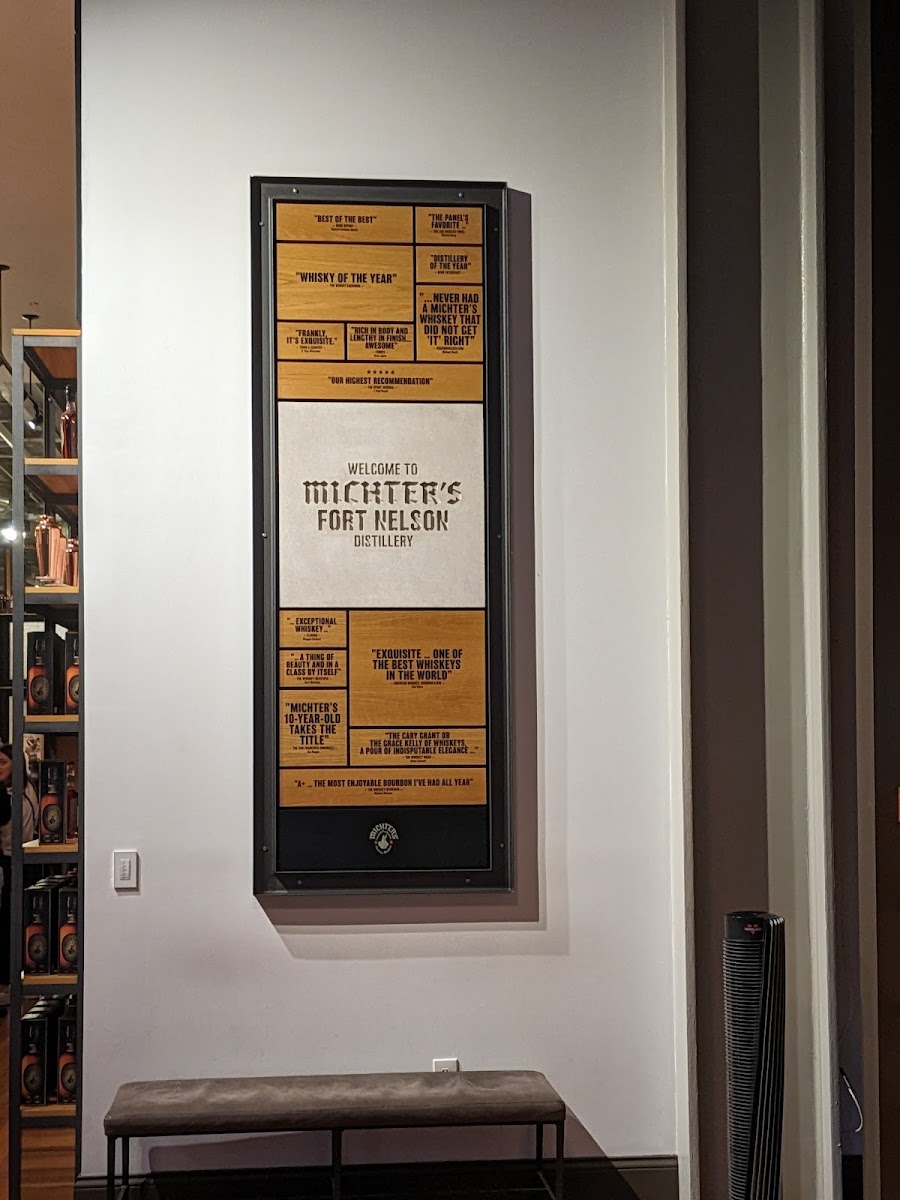 "BEST OF THE BEST"
"THE PANEL'S
FAVORITE ..."
"WHISKY OF THE YEAR"
"DISTILLERY
OF THE YEAR"
"... NEVER HAD
A MICHTER'S
WHISKEY THAT
DID NOT GET
'IT' RIGHT"
"FRANKLY,
IT'S EXQUISITE."
"RICH IN BODY AND
LENGTHY IN FINISH...
AWESOME"
★★★★★
"OUR HIGHEST RECOMMENDATION"
WELCOME TO
MICHTER'S
FORT NELSON
DISTILLERY
"... EXCEPTIONAL
WHISKEY ..."
"... A THING OF
BEAUTY AND IN A
CLASS BY ITSELF"
"EXQUISITE ... ONE OF
THE BEST WHISKEYS
IN THE WORLD"
"MICHTER'S
10-YEAR-OLD
TAKES THE
TITLE"
"THE CARY GRANT OR
THE GRACE KELLY OF WHISKEYS,
A POUR OF INDISPUTABLE ELEGANCE ..."
"A+ ... THE MOST ENJOYABLE BOURBON I'VE HAD ALL YEAR"
MICHTER'S